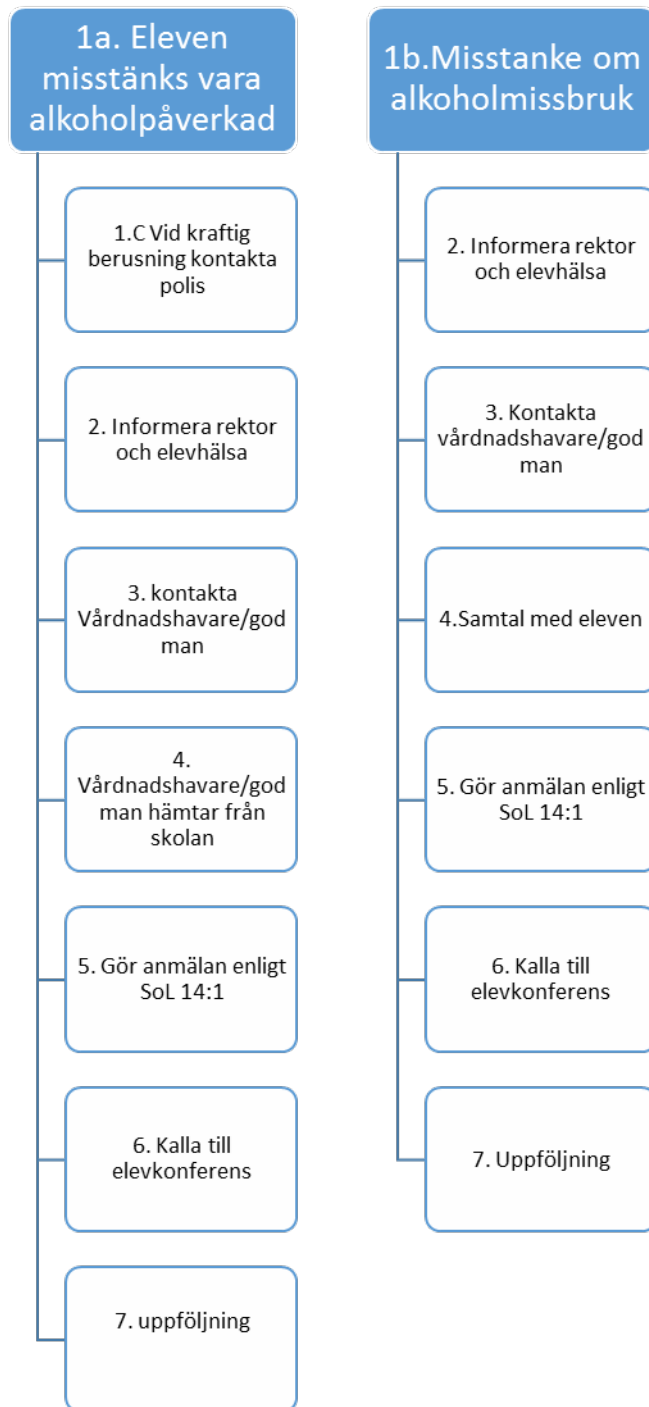 1a. Eleven
misstänks vara
alkoholpåverkad
1.C Vid kraftig
berusning kontakta
polis
2. Informera rektor
och elevhälsa
3. kontakta
Vårdnadshavare/god
man
4.
Vårdnadshavare/god
man hämtar från
skolan
5. Gör anmälan enligt
SoL 14:1
6. Kalla till
elevkonferens
7. uppföljning
1b.Misstanke om
alkoholmissbruk
2. Informera rektor
och elevhälsa
3. Kontakta
vårdnadshavare/god
man
4.Samtal med eleven
5. Gör anmälan enligt
SoL 14:1
6. Kalla till
elevkonferens
7. Uppföljning